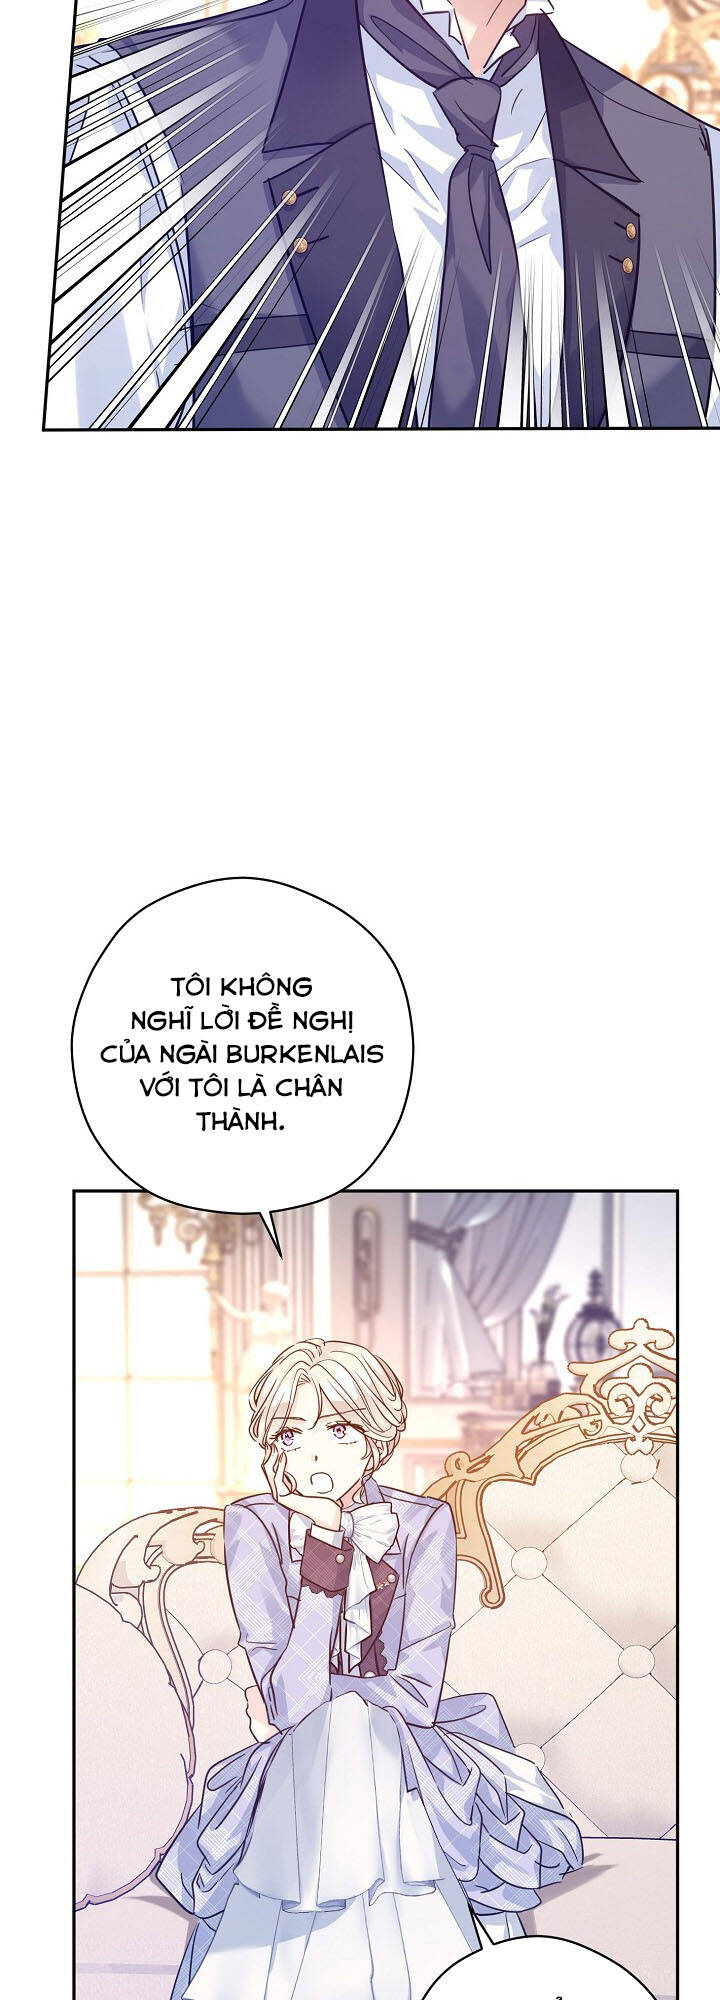 TÔI KHÔNG
NGHĨ LỜI ĐỀ NGHỊ
CỦA NGÀI BURKENLAIS
VỚI TÔI LÀ CHÂN
THÀNH.